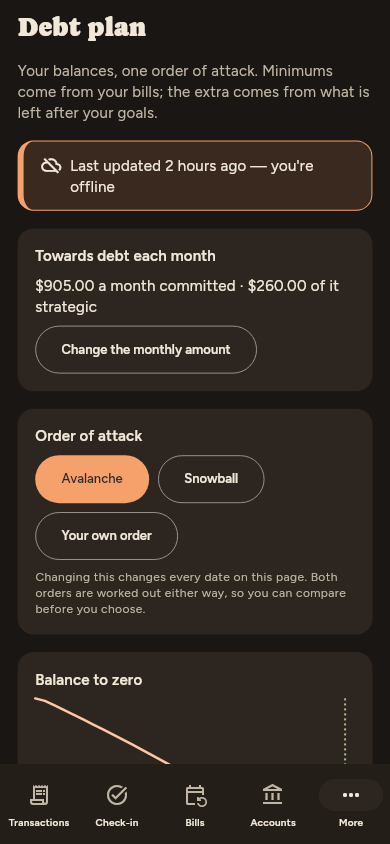 Debt plan
Your balances, one order of attack. Minimums
come from your bills; the extra comes from what is
left after your goals.
Last updated 2 hours ago — you're
offline
Towards debt each month
$905.00 a month committed · $260.00 of it
strategic
Change the monthly amount
Order of attack
Avalanche
Snowball
Your own order
Changing this changes every date on this page. Both
orders are worked out either way, so you can compare
before you choose.
Balance to zero
Transactions
Check-in
Bills
Accounts
More